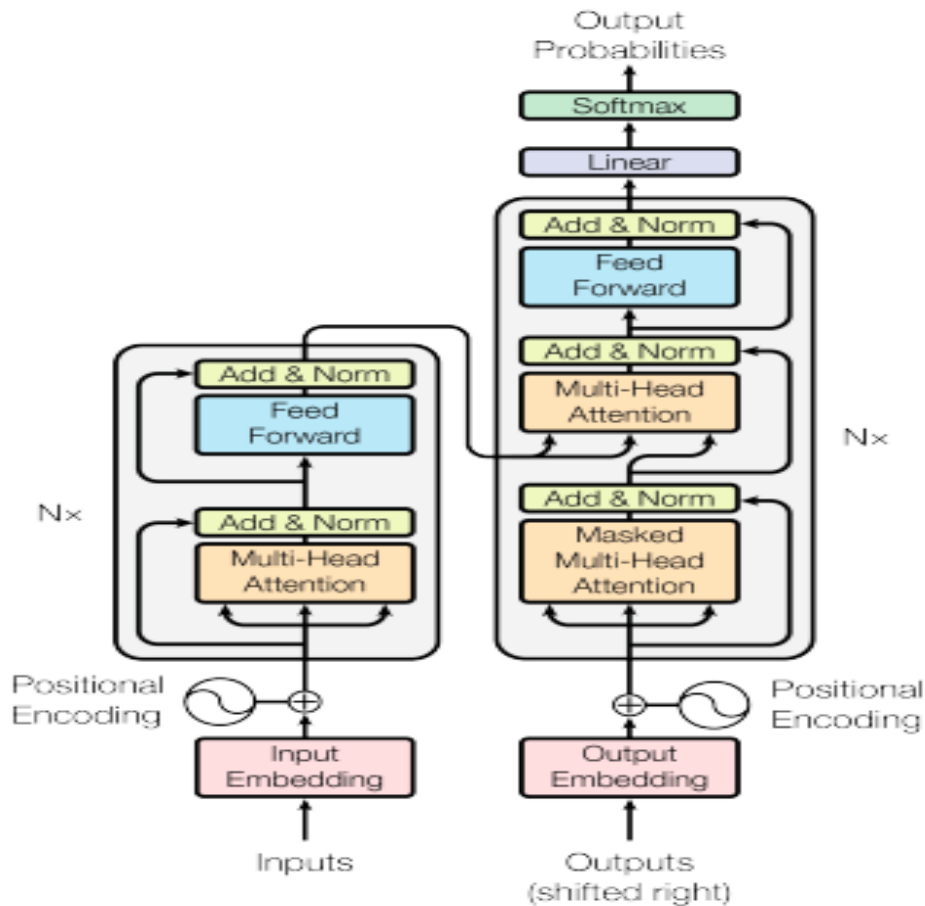 Output
Probabilities
Softmax
Linear
Add & Norm
Feed
Forward
Add & Norm
Multi-Head
Attention
Nx
Add & Norm
Masked
Multi-Head
Attention
Add & Norm
Feed
Forward
Nx
Add & Norm
Multi-Head
Attention
Positional
Encoding
Positional
Encoding
Input
Embedding
Output
Embedding
Inputs
Outputs
(shifted right)